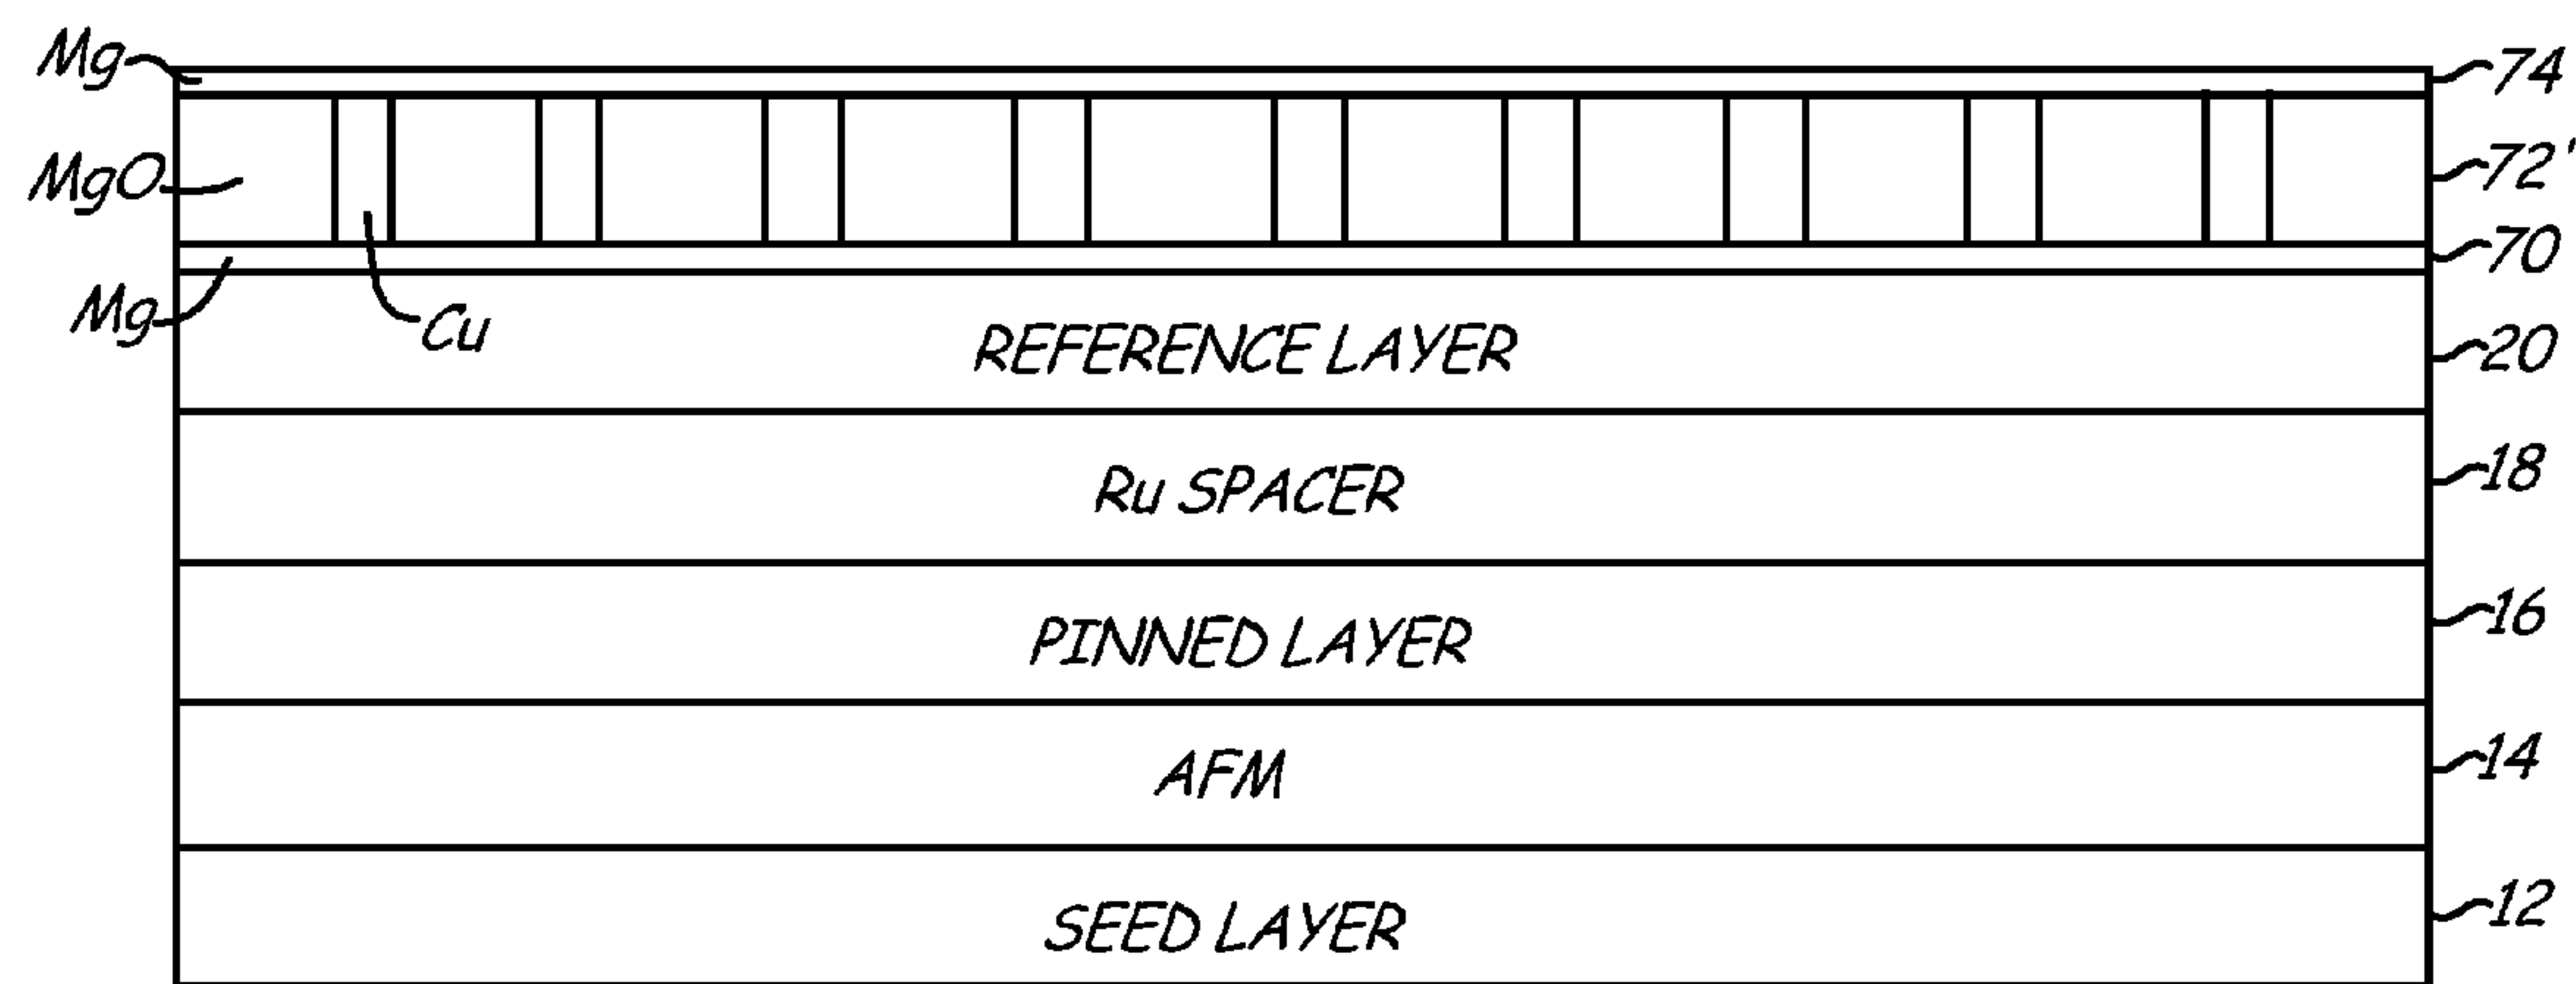 Mg 74
MgO 72'
70
Mg Cu
REFERENCE LAYER 20
Ru SPACER 18
PINNED LAYER 16
AFM 14
SEED LAYER 12